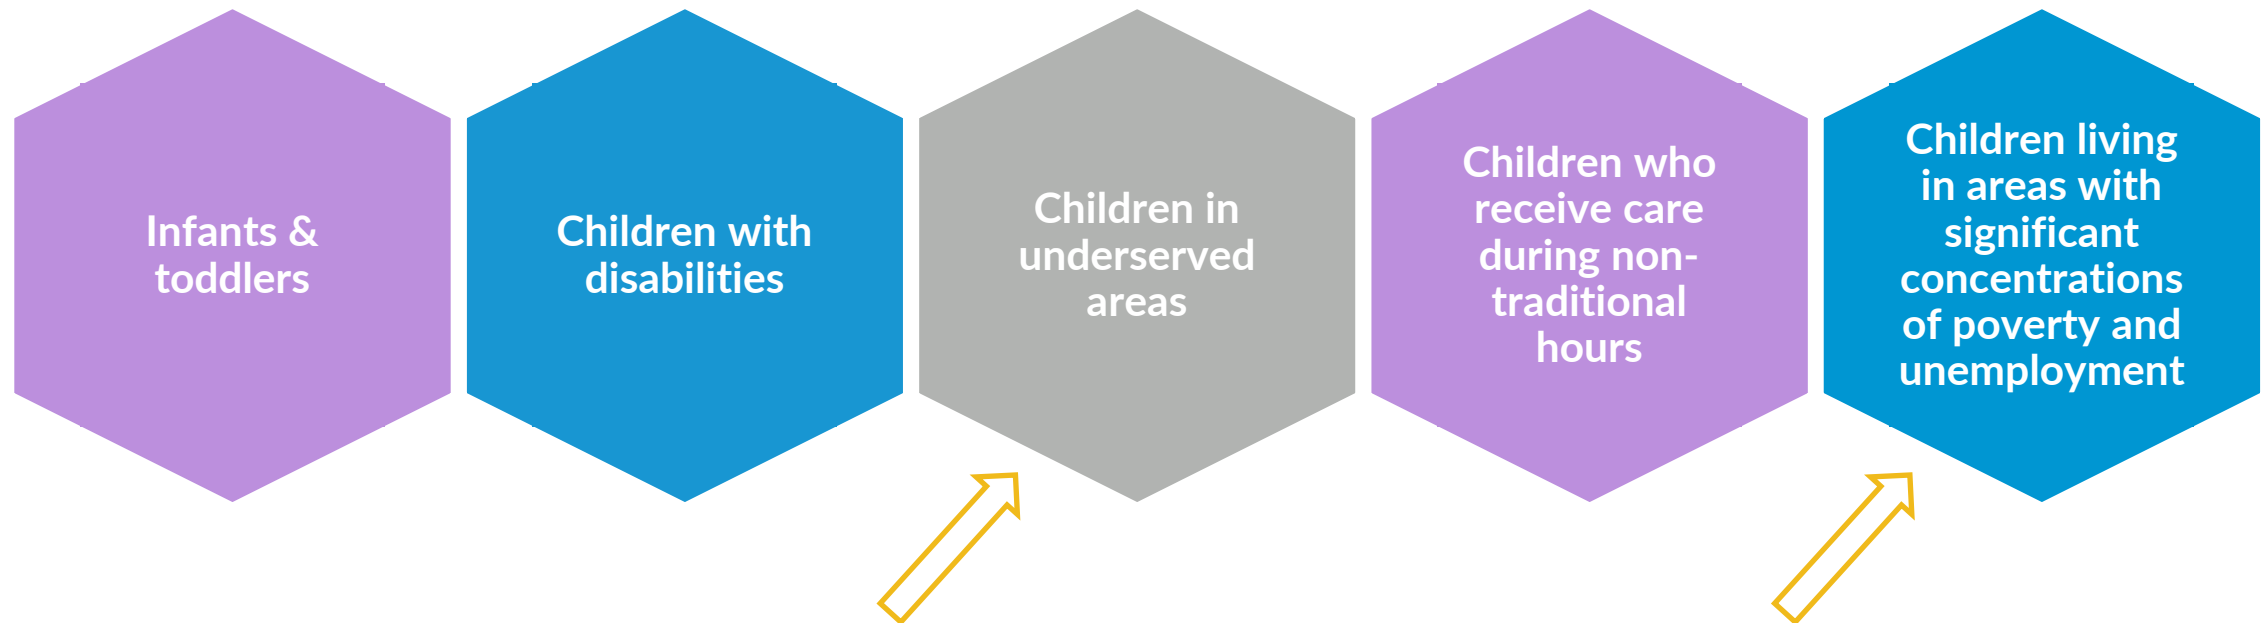 Infants &
toddlers
Children with
disabilities
Children in
underserved
areas
Children who
receive care
during non-
traditional
hours
Children living
in areas with
significant
concentrations
of poverty and
unemployment